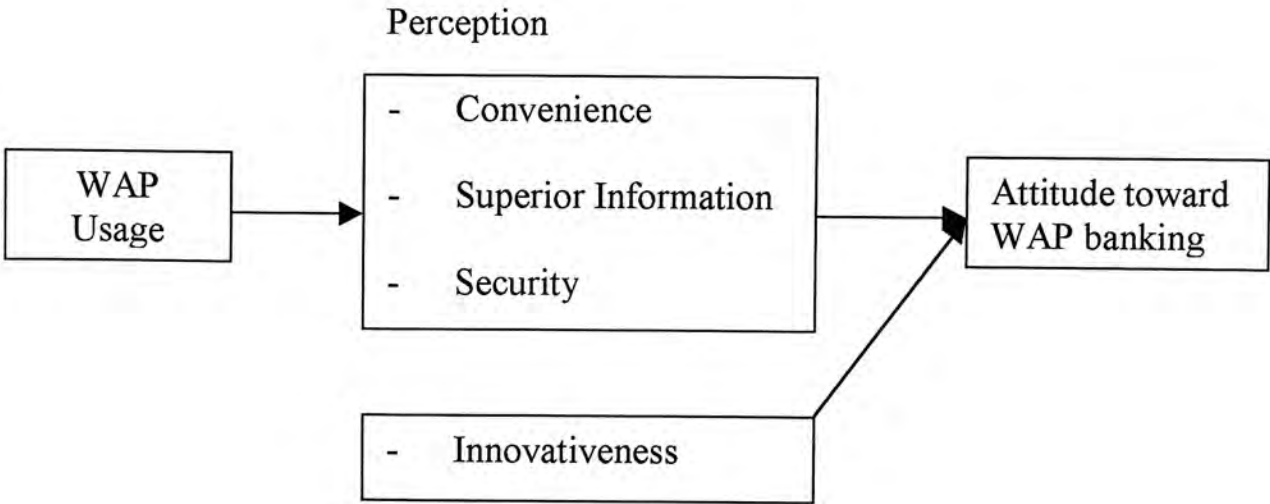 Perception
WAP
Usage
- Convenience
- Superior Information
- Security
- Innovativeness
Attitude toward
WAP banking